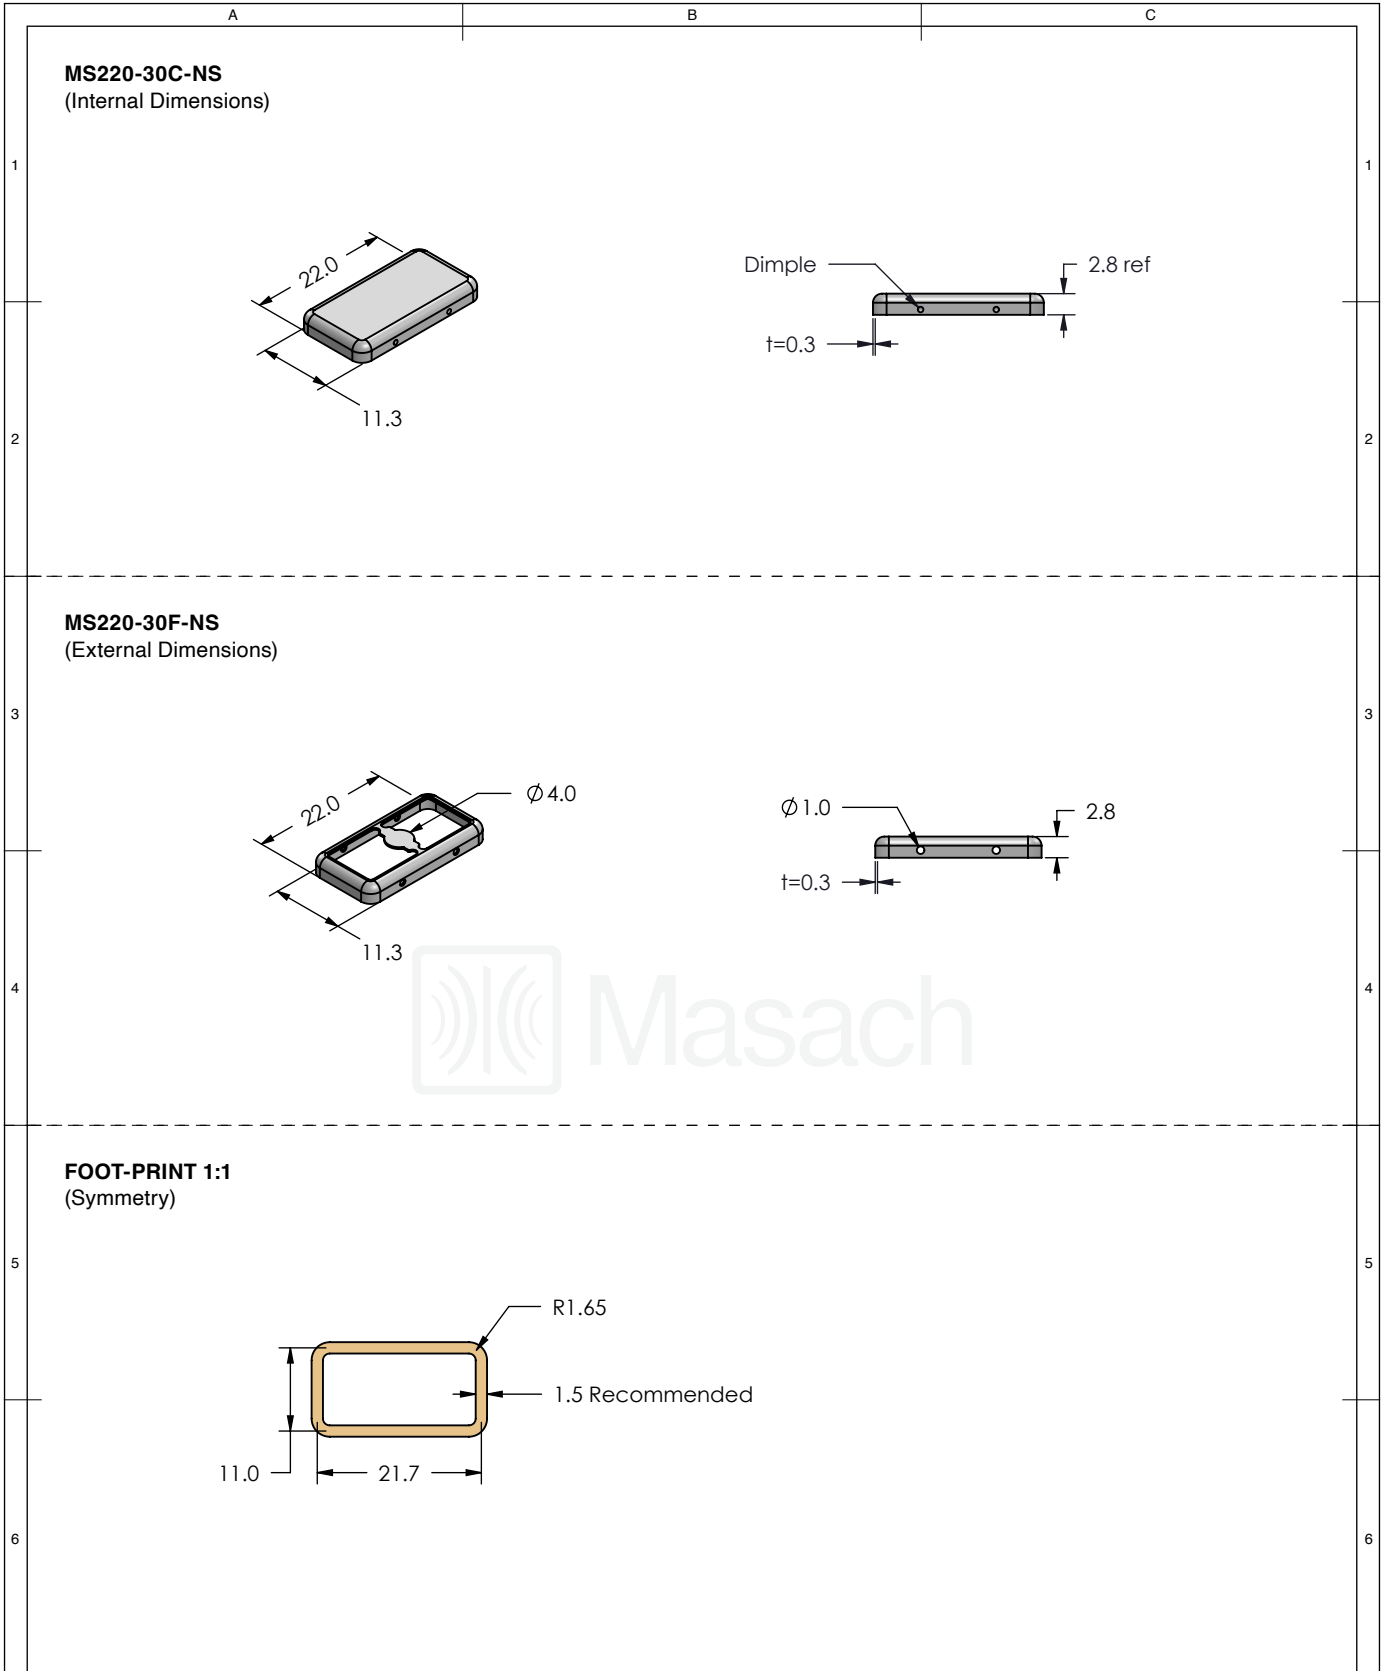 A B C
MS220-30C-NS
(Internal Dimensions)
1 1
22.0
Dimple
2.8 ref
t=0.3
11.3
2 2
MS220-30F-NS
(External Dimensions)
3 3
22.0
Ø4.0
Ø1.0
2.8
t=0.3
11.3
Masach
4 4
FOOT-PRINT 1:1
(Symmetry)
5 5
R1.65
1.5 Recommended
11.0
21.7
6 6